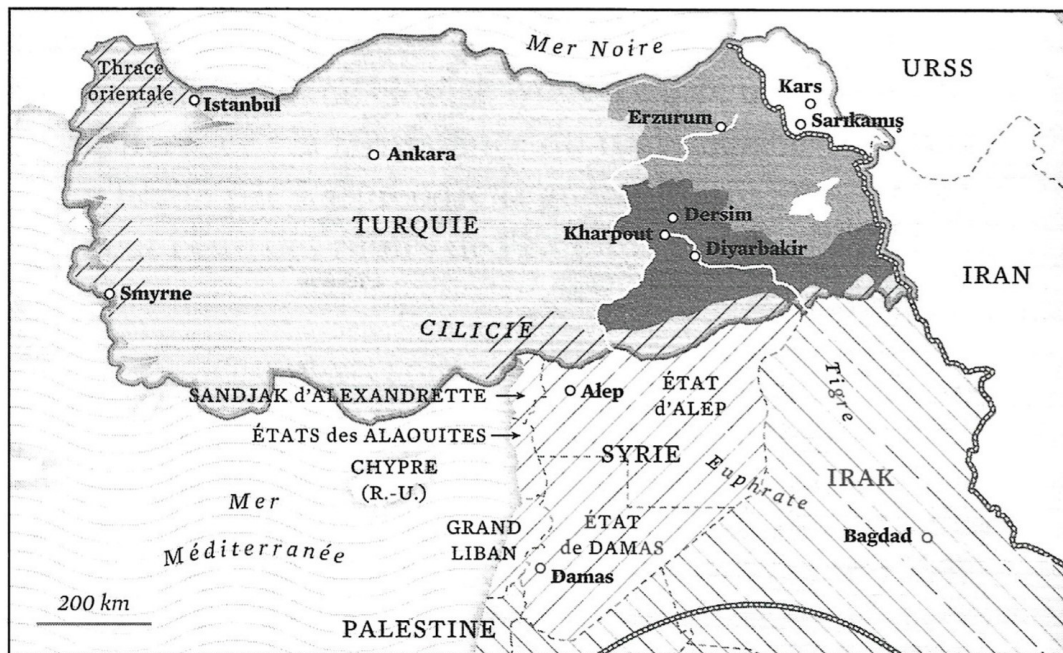 Mer Noire
URSS
Thrace
orientale
Istanbul
Kars
Sarıkamış
Erzurum
Ankara
TURQUIE
Dersim
Kharpout
Diyarbakir
IRAN
Smyrne
CILICIE
SANDJAK d'ALEXANDRETTE
Alep
ÉTAT
d'ALEP
Tigre
ÉTATS des ALAOUITES
SYRIE
CHYPRE
(R.-U.)
Euphrate
IRAK
Mer
Méditerranée
GRAND
LIBAN
ÉTAT
de DAMAS
Bagdad
Damas
200 km
PALESTINE